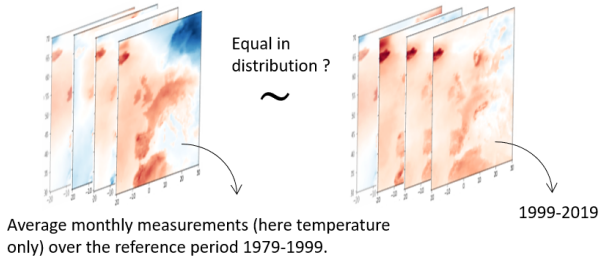 Equal in
distribution ?
~
1999-2019
Average monthly measurements (here temperature
only) over the reference period 1979-1999.